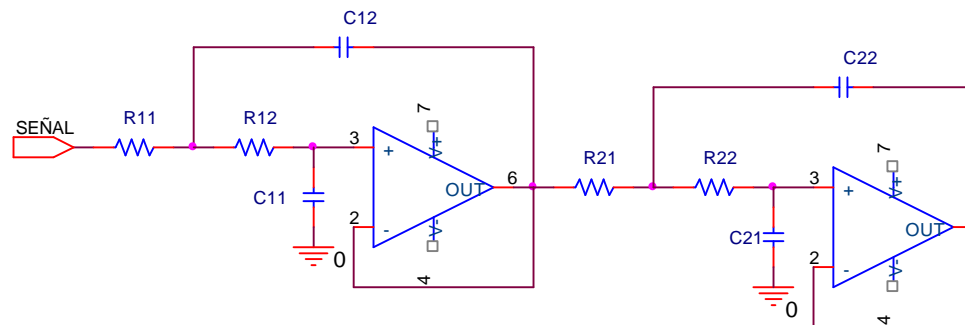 C12
C22
SEÑAL
R11
R12
3
7
+
V+
C11
OUT
6
2
-
V-
0
4
R21
R22
3
7
+
V+
C21
OUT
2
-
V-
0
4